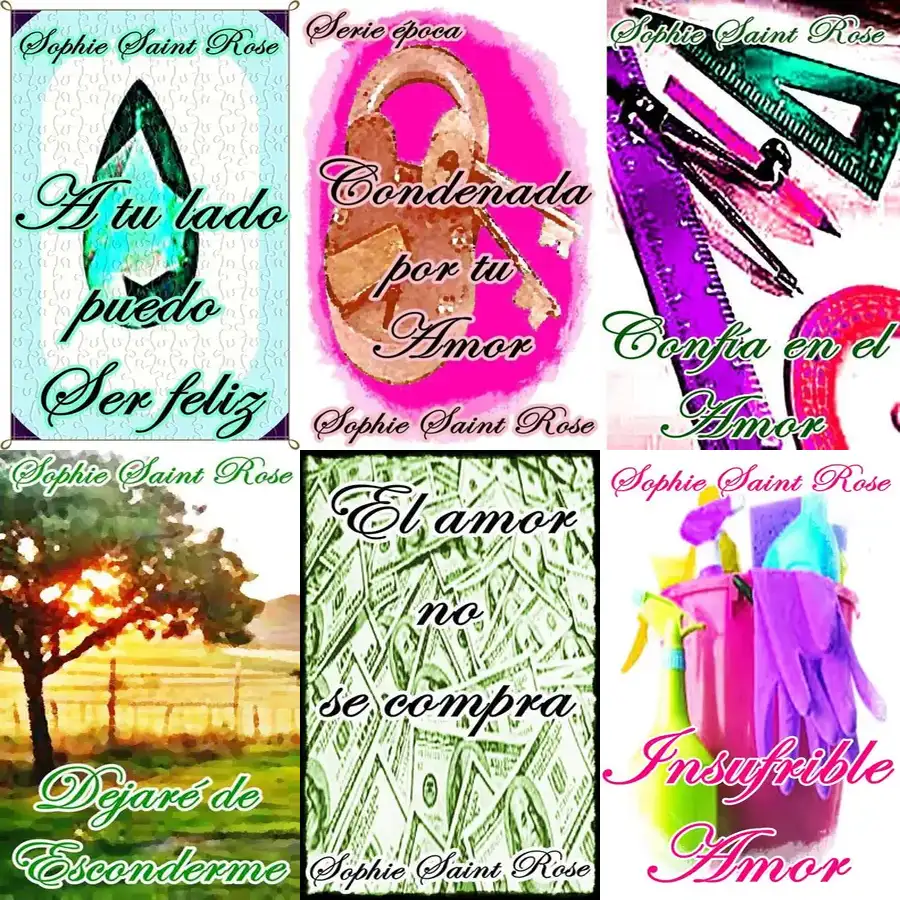 Sophie Saint Rose
A tu lado
puedo
Ser feliz
Serie época
Condenada
por tu
Amor
Sophie Saint Rose
Sophie Saint Rose
Confía en el
Amor
Sophie Saint Rose
Dejaré de
Esconderme
El amor
no
se compra
Sophie Saint Rose
Sophie Saint Rose
Insufrible
Amor